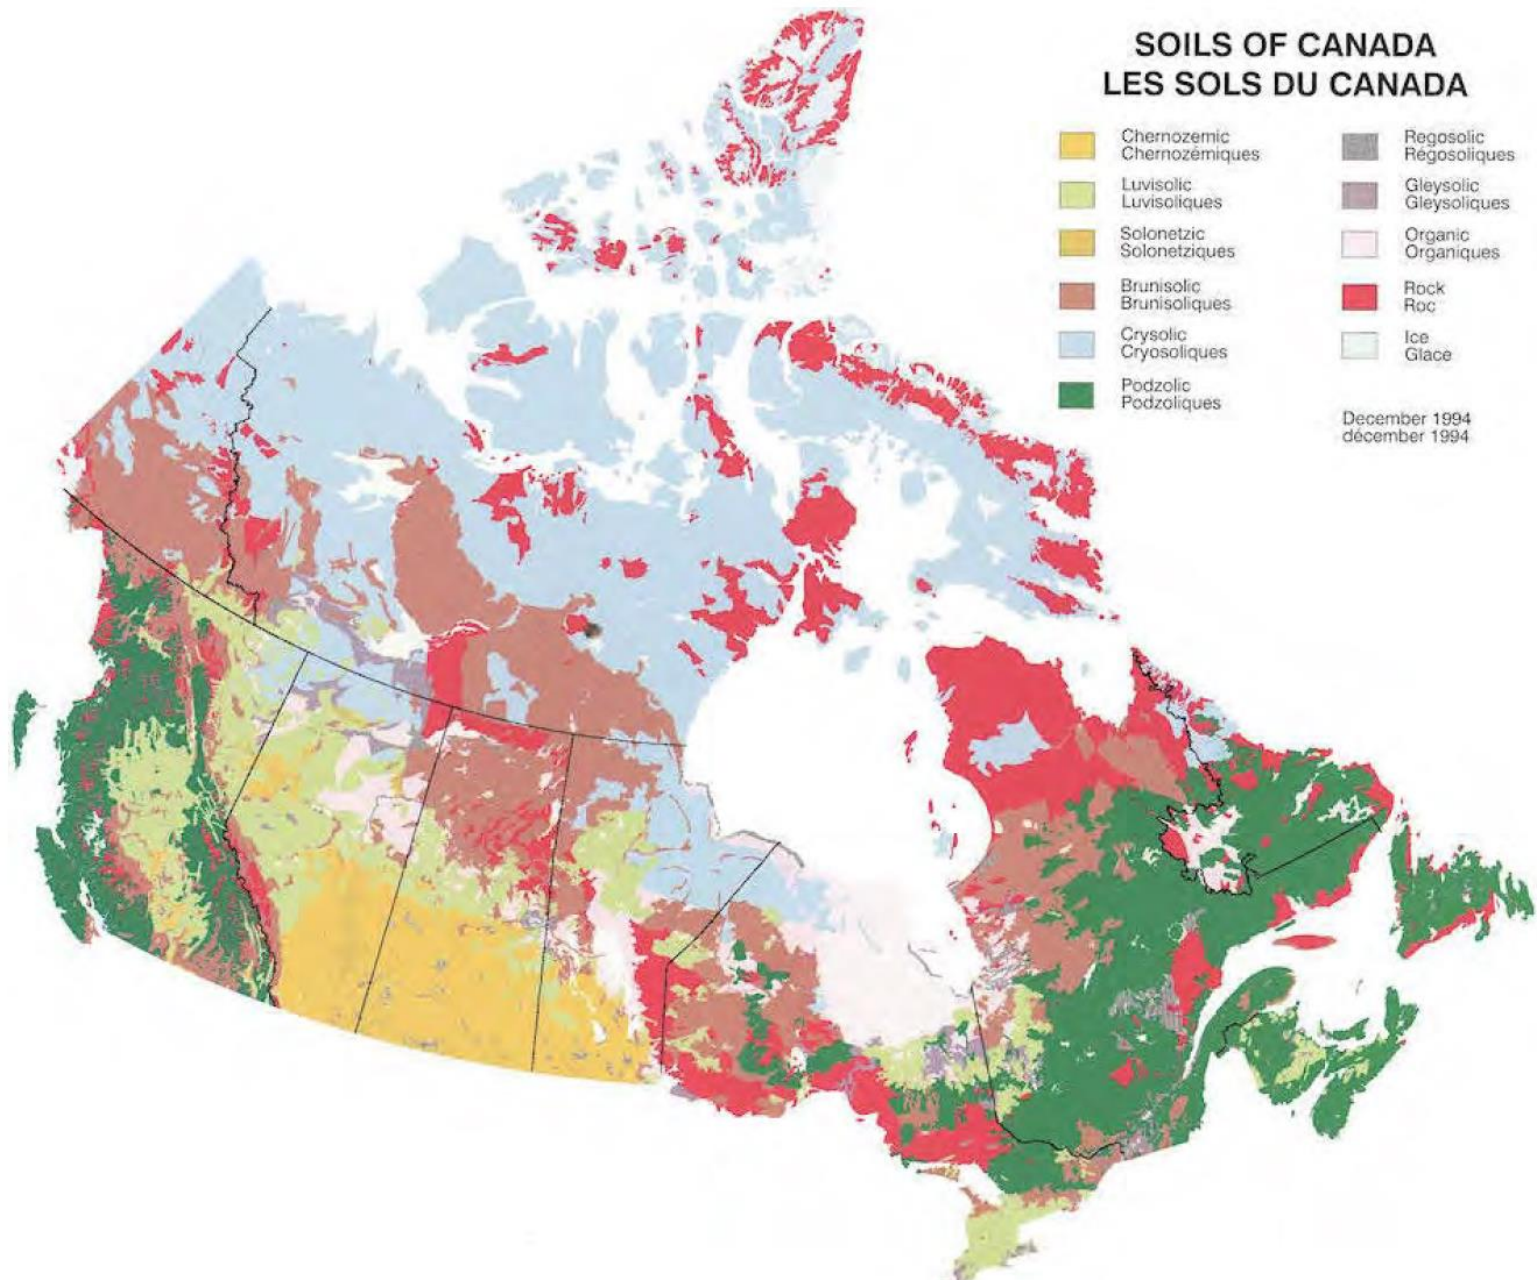 SOILS OF CANADA
LES SOLS DU CANADA
Chernozemic
Chernozémiques
Luvisolic
Luvisoliques
Solonetzic
Solonetziques
Brunisolic
Brunisoliques
Crysolic
Cryosoliques
Podzolic
Podzoliques
Regosolic
Régosoliques
Gleysolic
Gleysoliques
Organic
Organiques
Rock
Roc
Ice
Glace
December 1994
décembre 1994